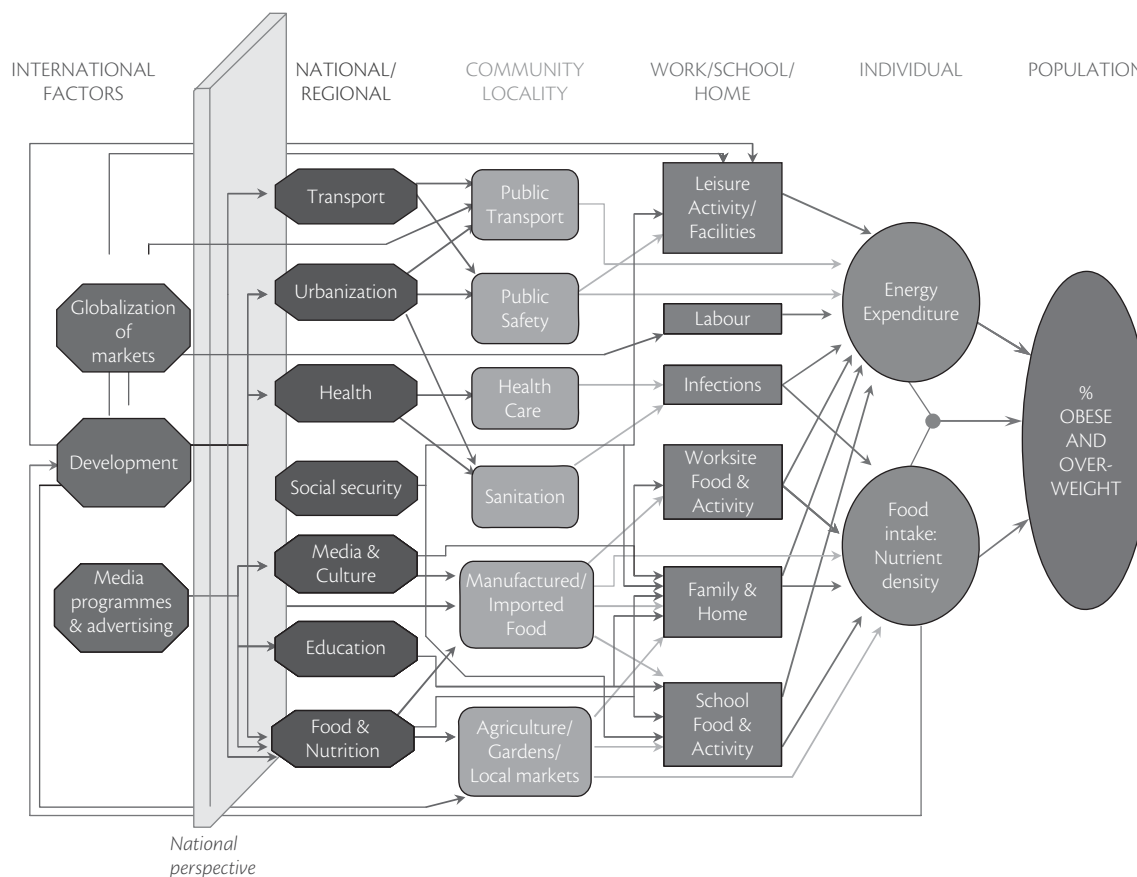 INTERNATIONAL
FACTORS
NATIONAL/
REGIONAL
COMMUNITY
LOCALITY
WORK/SCHOOL/
HOME
INDIVIDUAL
POPULATION
Globalization
of
markets
Development
Media
programmes
& advertising
National
perspective
Transport
Urbanization
Health
Social security
Media &
Culture
Education
Food &
Nutrition
Public
Transport
Public
Safety
Health
Care
Sanitation
Manufactured/
Imported
Food
Agriculture/
Gardens/
Local markets
Leisure
Activity/
Facilities
Labour
Infections
Worksite
Food &
Activity
Family &
Home
School
Food &
Activity
Energy
Expenditure
Food
intake:
Nutrient
density
%
OBESE
AND
OVER-
WEIGHT